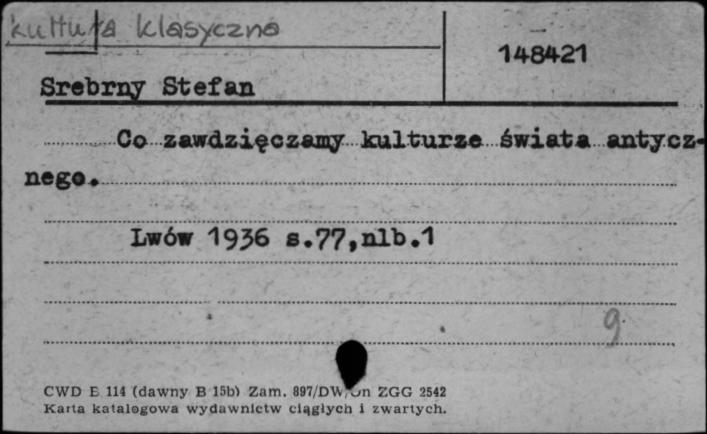 kultura klasyczna
148421
Srebrny Stefan
Co zawdzięczamy kulturze świata antycz-
nego.
Lwów 1936 s.77,nlb.1
9
CWD E 114 (dawny B 15b) Zam. 897/DW/Un ZGG 2542
Karta katalogowa wydawnictw ciągłych i zwartych.